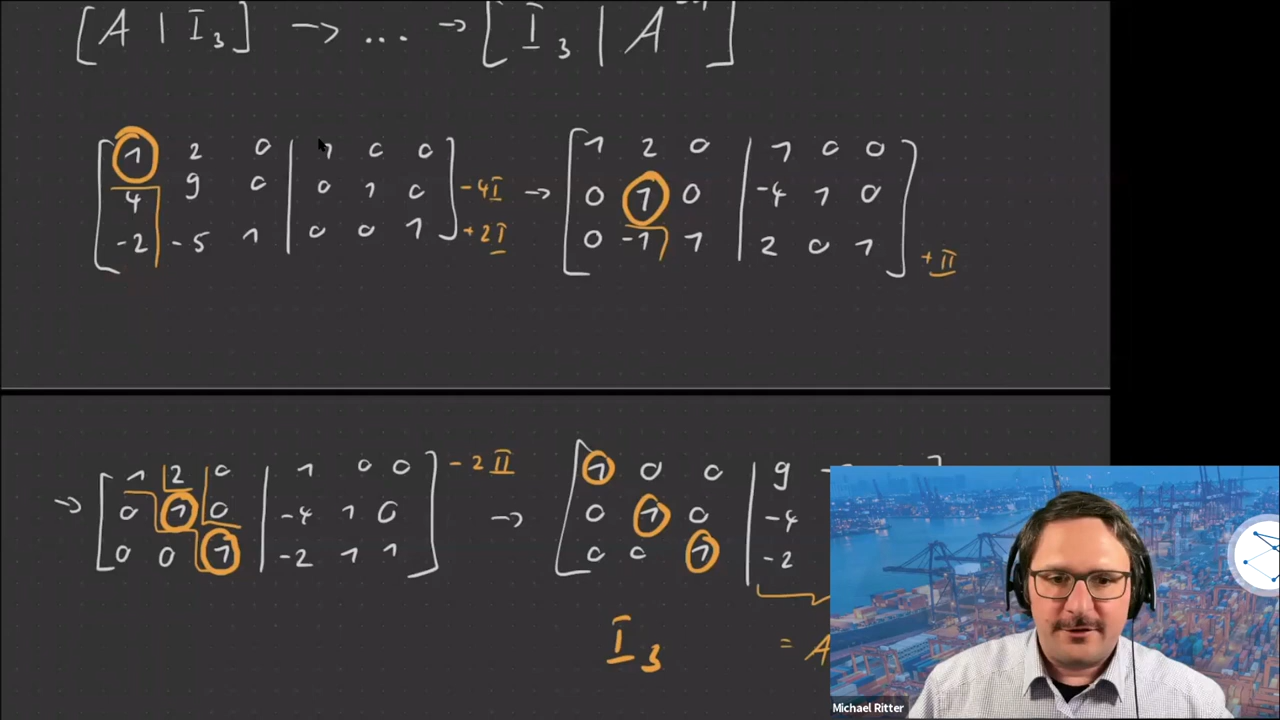 [A | I₃] → ... → [I₃ | A ]
1 2 0 | 1 0 0
4 9 0 | 0 1 0 -4I
-2 -5 1 | 0 0 1 +2I
→
1 2 0 | 1 0 0
0 1 0 | -4 1 0
0 -1 1 | 2 0 1
+II
→
1 2 0 | 1 0 0 -2II
0 1 0 | -4 1 0
0 0 1 | -2 1 1
→
1 0 0 | 9
0 1 0 | -4
0 0 1 | -2
I₃ = A
Michael Ritter